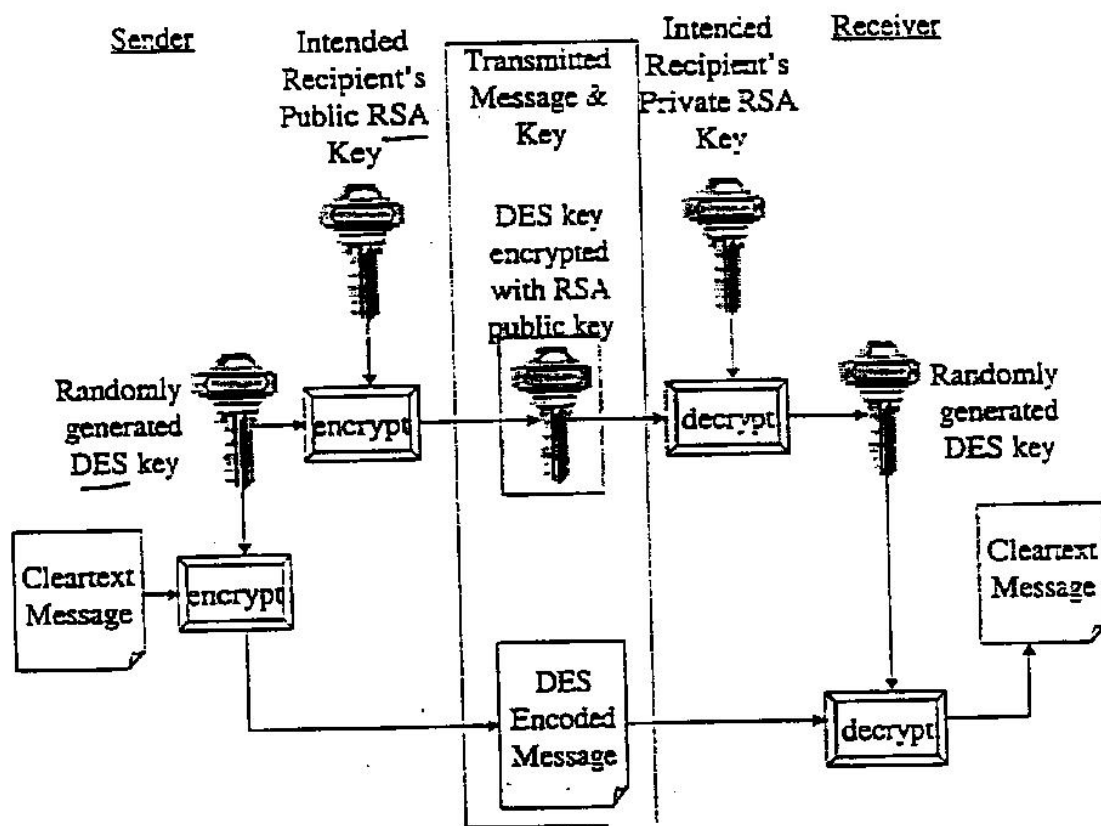 Sender
Intended
Recipient's
Public RSA
Key
Transmitted
Message &
Key
Intended
Recipient's
Private RSA
Key
Receiver
DES key
encrypted
with RSA
public key
Randomly
generated
DES key
encrypt
decrypt
Randomly
generated
DES key
Cleartext
Message
encrypt
DES
Encoded
Message
decrypt
Cleartext
Message